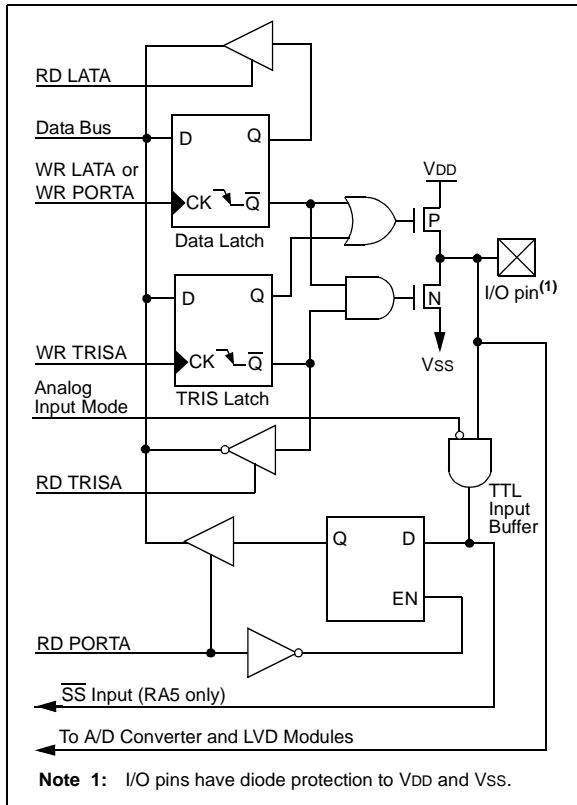 RD LATA
Data Bus
D Q
WR LATA or
WR PORTA
CK Q̅
Data Latch
VDD
P
I/O pin(1)
D Q
N
WR TRISA
CK Q̅
VSS
Analog
Input Mode
TRIS Latch
RD TRISA
TTL
Input
Buffer
Q D
EN
RD PORTA
S̅S̅ Input (RA5 only)
To A/D Converter and LVD Modules
Note 1: I/O pins have diode protection to VDD and VSS.